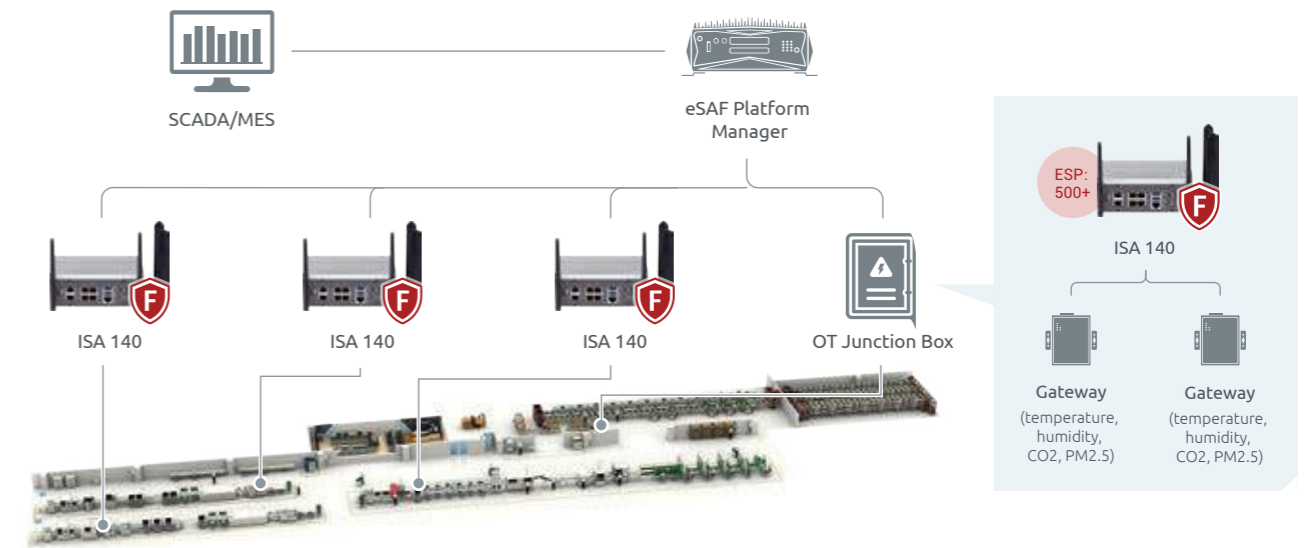 SCADA/MES
eSAF Platform
Manager
ESP:
500+
F
ISA 140
F
ISA 140
F
ISA 140
F
ISA 140
OT Junction Box
Gateway
(temperature,
humidity,
CO2, PM2.5)
Gateway
(temperature,
humidity,
CO2, PM2.5)